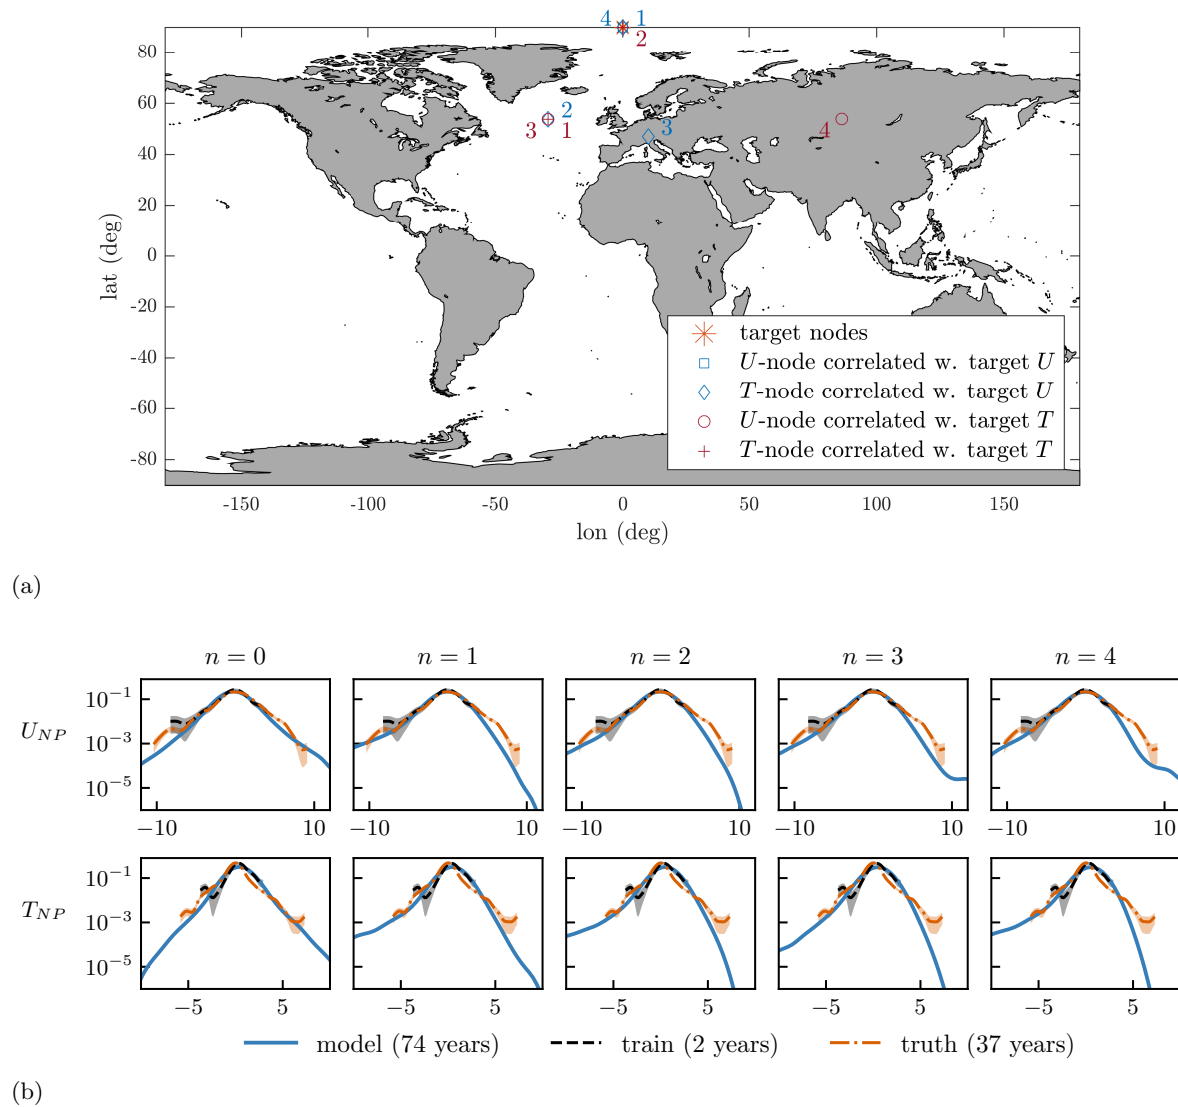 4 1
2
80
60
40
20
0
-20
-40
-60
-80
2
3 1
3
4
lat (deg)
target nodes
U-node correlated w. target U
T-node correlated w. target U
U-node correlated w. target T
T-node correlated w. target T
-150 -100 -50 0 50 100 150
lon (deg)
(a)
n = 0 n = 1 n = 2 n = 3 n = 4
U_{NP}
10^{-1}
10^{-3}
10^{-5}
−10 10 −10 10 −10 10 −10 10 −10 10
T_{NP}
10^{-1}
10^{-3}
10^{-5}
−5 5 −5 5 −5 5 −5 5 −5 5
model (74 years) train (2 years) truth (37 years)
(b)